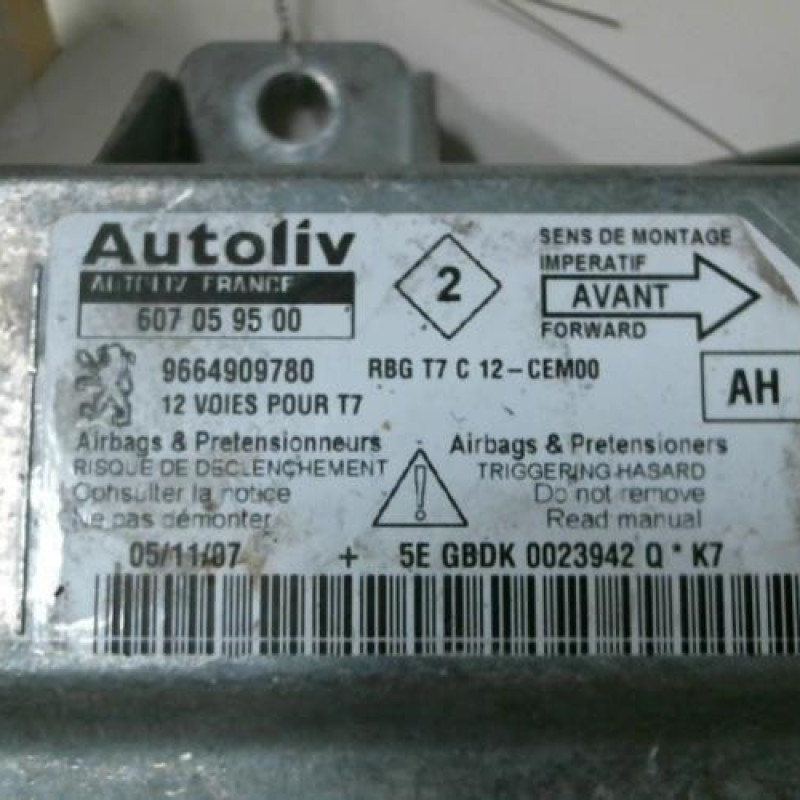 Autoliv
AUTOLIV FRANCE
607 05 95 00
2
SENS DE MONTAGE
IMPERATIF
AVANT
FORWARD
9664909780
RBG T7 C 12-CEM00
12 VOIES POUR T7
AH
Airbags & Pretensionneurs
RISQUE DE DECLENCHEMENT
Consulter la notice
Ne pas démonter
!
Airbags & Pretensioners
TRIGGERING HASARD
Do not remove
Read manual
05/11/07 + 5E GBDK 0023942 Q * K7